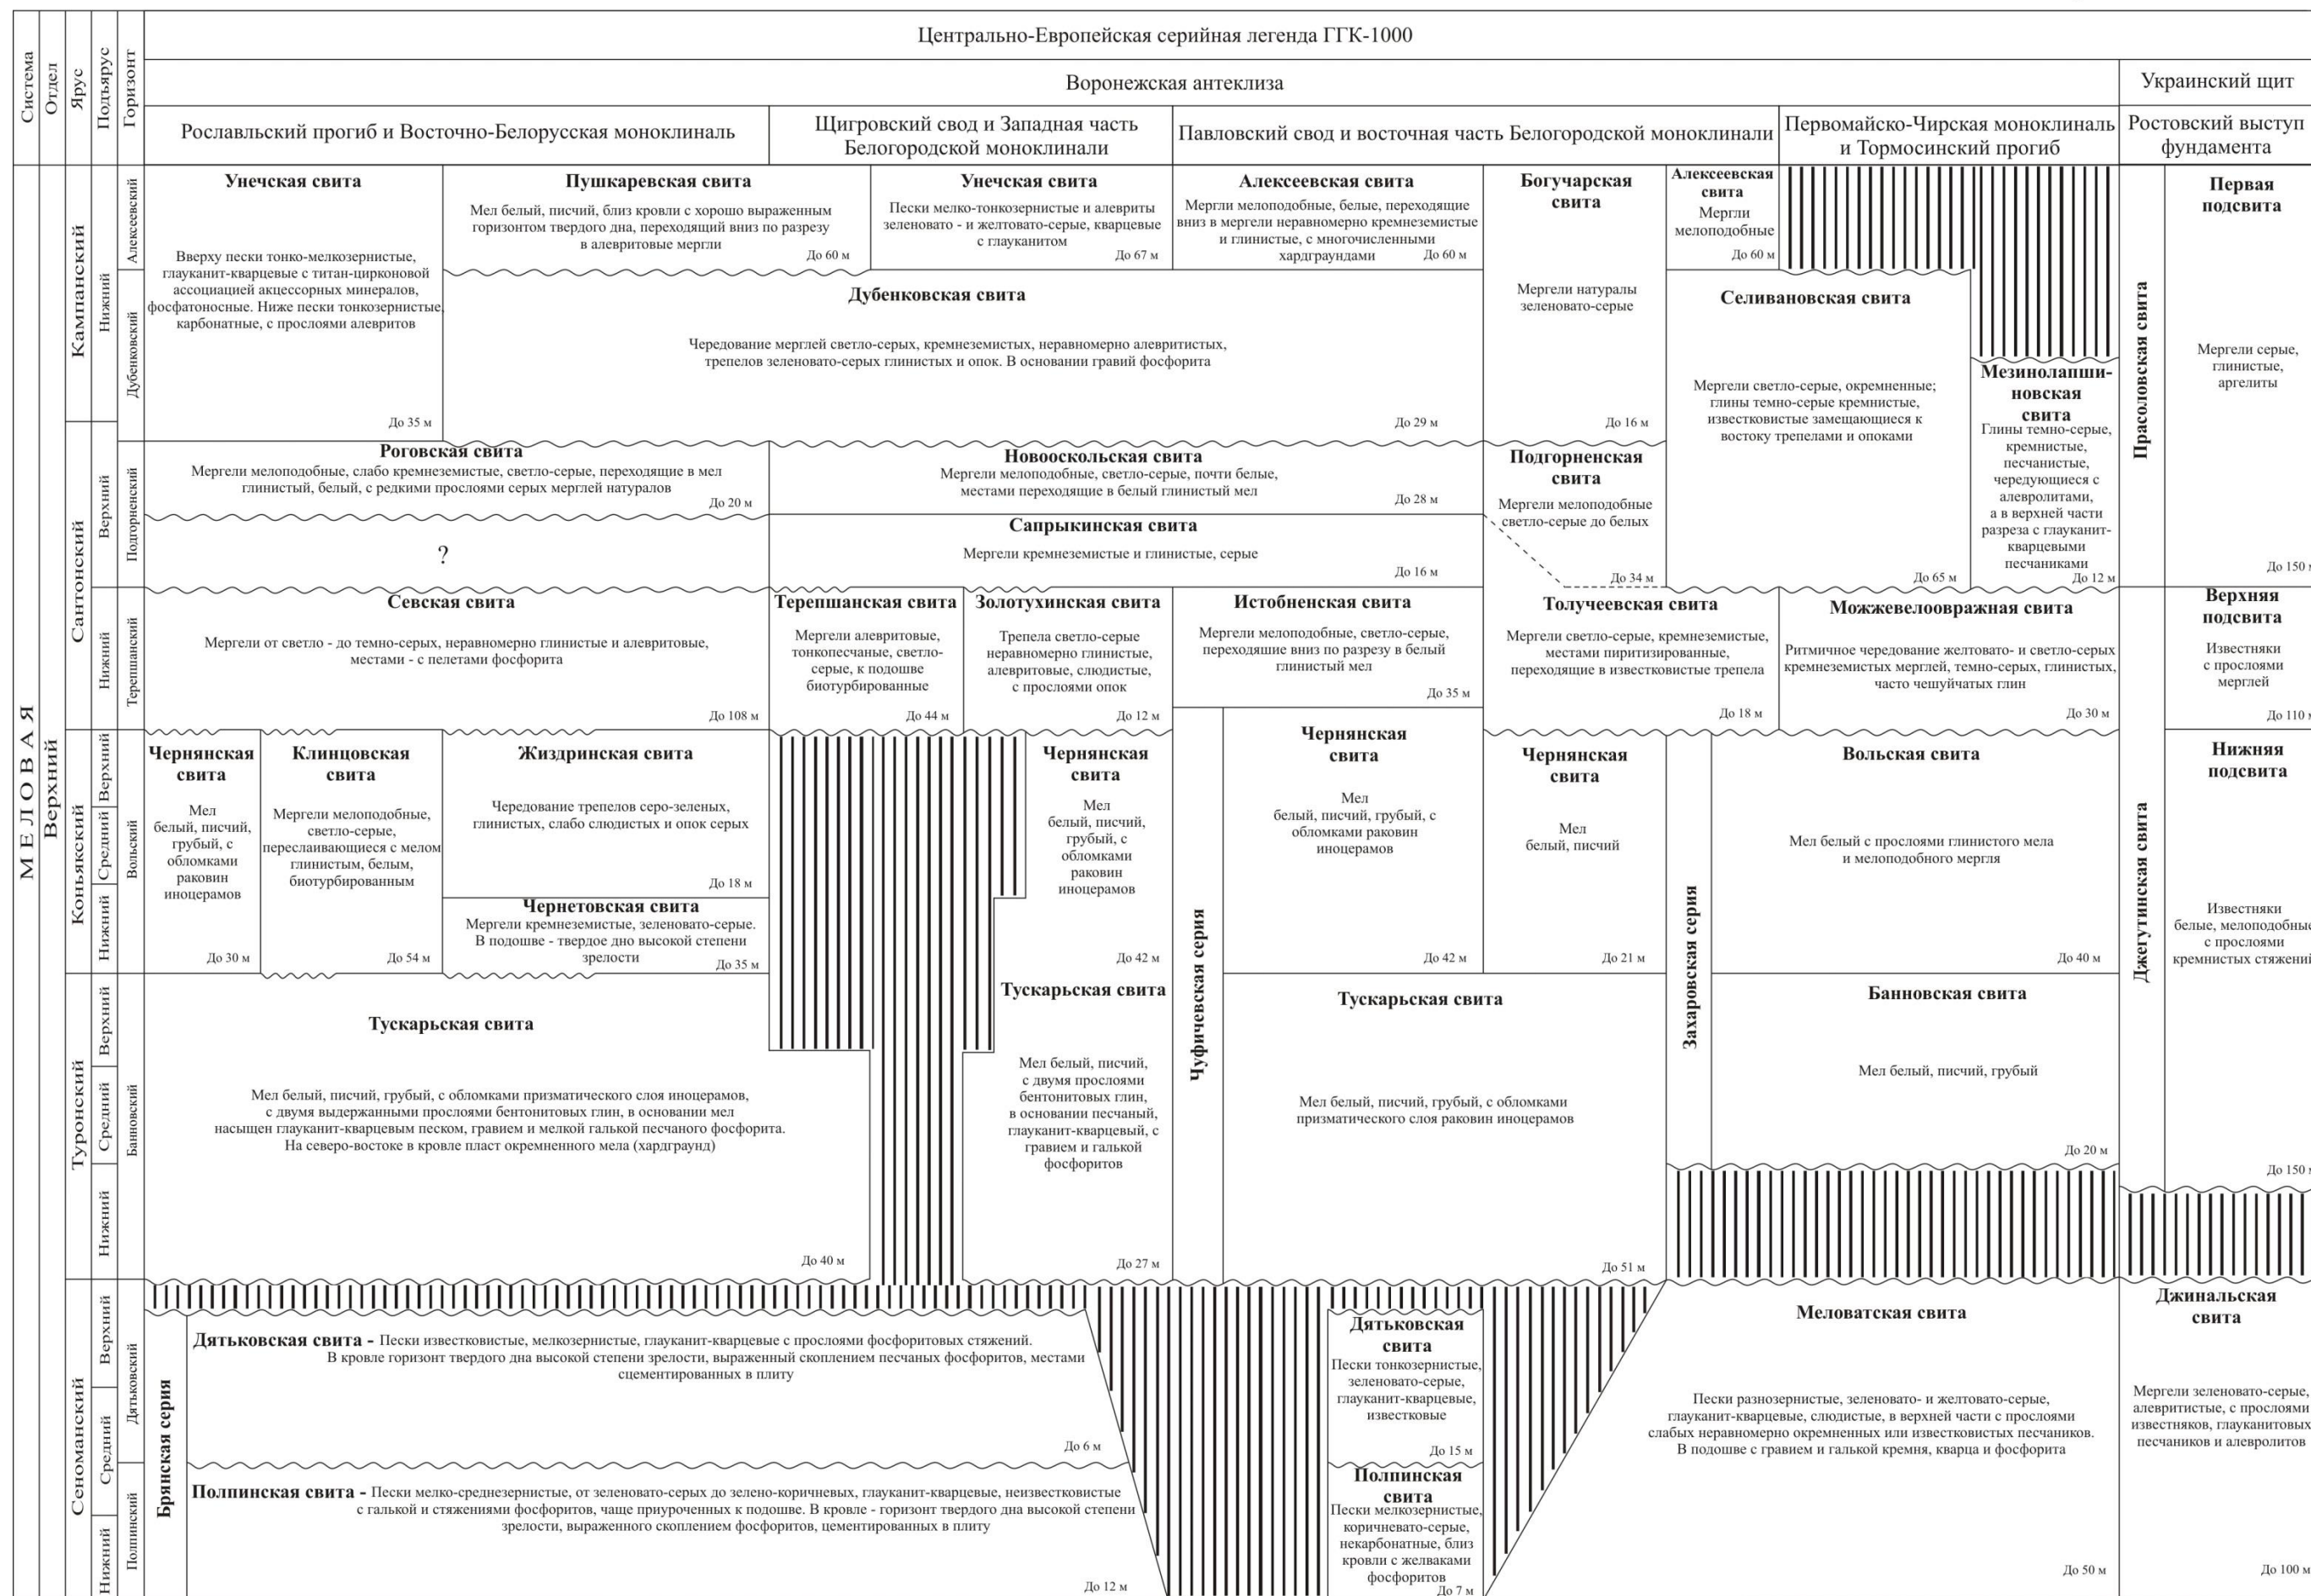 Центрально-Европейская серийная легенда ГГК-1000
Система
Отдел
Ярус
Подъярус
Горизонт
Воронежская антеклиза
Украинский щит
Рославльский прогиб и Восточно-Белорусская моноклиналь
Щигровский свод и Западная часть
Белогородской моноклинали
Павловский свод и восточная часть Белогородской моноклинали
Первомайско-Чирская моноклиналь
и Тормосинский прогиб
Ростовский выступ
фундамента
МЕЛОВАЯ
Верхний
Кампанский
Нижний
Алексеевский
Дубенковский
Унечская свита
Вверху пески тонко-мелкозернистые,
глауканит-кварцевые с титан-цирконовой
ассоциацией акцессорных минералов,
фосфатоносные. Ниже пески тонкозернистые,
карбонатные, с прослоями алевритов
До 35 м
Пушкаревская свита
Мел белый, писчий, близ кровли с хорошо выраженным
горизонтом твердого дна, переходящий вниз по разрезу
в алевритовые мергли
До 60 м
Унечская свита
Пески мелко-тонкозернистые и алевриты
зеленовато - и желтовато-серые, кварцевые
с глауканитом
До 67 м
Алексеевская свита
Мергли мелоподобные, белые, переходящие
вниз в мергели неравномерно кремнеземистые
и глинистые, с многочисленными
хардграундами До 60 м
Богучарская
свита
Мергели натуралы
зеленовато-серые
До 16 м
Алексеевская
свита
Мергли
мелоподобные
До 60 м
Дубенковская свита
Чередование мерглей светло-серых, кремнеземистых, неравномерно алевритистых,
трепелов зеленовато-серых глинистых и опок. В основании гравий фосфорита
До 29 м
Селивановская свита
Мергели светло-серые, окремненные;
глины темно-серые кремнистые,
известковистые замещающиеся к
востоку трепелами и опоками
До 65 м
Мезинолапши-
новская
свита
Глины темно-серые,
кремнистые,
песчанистые,
чередующиеся с
алевролитами,
а в верхней части
разреза с глауканит-
кварцевыми
песчаниками
До 12 м
Прасоловская свита
Первая
подсвита
Мергели серые,
глинистые,
аргелиты
До 150
Сантонский
Верхний
Подгорненский
Роговская свита
Мергели мелоподобные, слабо кремнеземистые, светло-серые, переходящие в мел
глинистый, белый, с редкими прослоями серых мерглей натуралов
До 20 м
?
Новооскольская свита
Мергели мелоподобные, светло-серые, почти белые,
местами переходящие в белый глинистый мел
До 28 м
Сапрыкинская свита
Мергели кремнеземистые и глинистые, серые
До 16 м
Подгорненская
свита
Мергели мелоподобные
светло-серые до белых
До 34 м
Нижний
Терепшанский
Севская свита
Мергели от светло - до темно-серых, неравномерно глинистые и алевритовые,
местами - с пелетами фосфорита
До 108 м
Терепшанская свита
Мергели алевритовые,
тонкопесчаные, светло-
серые, к подошве
биотурбированные
До 44 м
Золотухинская свита
Трепела светло-серые
неравномерно глинистые,
алевритовые, слюдистые,
с прослоями опок
До 12 м
Истобненская свита
Мергели мелоподобные, светло-серые,
переходяшие вниз по разрезу в белый
глинистый мел
До 35 м
Толучеевская свита
Мергели светло-серые, кремнеземистые,
местами пиритизированные,
переходящие в известковистые трепела
До 18 м
Можжевелоовражная свита
Ритмичное чередование желтовато- и светло-серых
кремнеземистых мерглей, темно-серых, глинистых,
часто чешуйчатых глин
До 30 м
Джегутинская свита
Верхняя
подсвита
Известняки
с прослоями
мерглей
До 110
Коньякский
Верхний
Средний
Нижний
Вольский
Чернянская
свита
Мел
белый, писчий,
грубый, с
обломками
раковин
иноцерамов
До 30 м
Клинцовская
свита
Мергели мелоподобные,
светло-серые,
переслаивающиеся с мелом
глинистым, белым,
биотурбированным
До 54 м
Жиздринская свита
Чередование трепелов серо-зеленых,
глинистых, слабо слюдистых и опок серых
До 18 м
Чернетовская свита
Мергели кремнеземистые, зеленовато-серые.
В подошве - твердое дно высокой степени
зрелости
До 35 м
Чернянская
свита
Мел
белый, писчий,
грубый, с
обломками
раковин
иноцерамов
До 42 м
Чуфичевская серия
Чернянская
свита
Мел
белый, писчий, грубый, с
обломками раковин
иноцерамов
До 42 м
Чернянская
свита
Мел
белый, писчий
До 21 м
Захаровская серия
Вольская свита
Мел белый с прослоями глинистого мела
и мелоподобного мергля
До 40 м
Нижняя
подсвита
Известняки
белые, мелоподобные
с прослоями
кремнистых стяжений
До 150
Туронский
Верхний
Средний
Нижний
Банновский
Тускарьская свита
Мел белый, писчий, грубый, с обломками призматического слоя иноцерамов,
с двумя выдержанными прослоями бентонитовых глин, в основании мел
насыщен глауканит-кварцевым песком, гравием и мелкой галькой песчаного фосфорита.
На северо-востоке в кровле пласт окремненного мела (хардграунд)
До 40 м
Тускарьская свита
Мел белый, писчий,
с двумя прослоями
бентонитовых глин,
в основании песчаный,
глауканит-кварцевый, с
гравием и галькой
фосфоритов
До 27 м
Тускарьская свита
Мел белый, писчий, грубый, с обломками
призматического слоя раковин иноцерамов
До 51 м
Банновская свита
Мел белый, писчий, грубый
До 20 м
Сеноманский
Верхний
Средний
Нижний
Дятьковский
Полпинский
Брянская серия
Дятьковская свита - Пески известковистые, мелкозернистые, глауканит-кварцевые с прослоями фосфоритовых стяжений.
В кровле горизонт твердого дна высокой степени зрелости, выраженный скоплением песчаных фосфоритов, местами
сцементированных в плиту
До 6 м
Полпинская свита - Пески мелко-среднезернистые, от зеленовато-серых до зелено-коричневых, глауканит-кварцевые, неизвестковистые
с галькой и стяжениями фосфоритов, чаще приуроченных к подошве. В кровле - горизонт твердого дна высокой степени
зрелости, выраженного скоплением фосфоритов, цементированных в плиту
До 12 м
Дятьковская
свита
Пески тонкозернистые,
зеленовато-серые,
глауканит-кварцевые,
известковые
До 15 м
Полпинская
свита
Пески мелкозернистые,
коричневато-серые,
некарбонатные, близ
кровли с желваками
фосфоритов
До 7 м
Меловатская свита
Пески разнозернистые, зеленовато- и желтовато-серые,
глауканит-кварцевые, слюдистые, в верхней части с прослоями
слабых неравномерно окремненных или известковистых песчаников.
В подошве с гравием и галькой кремня, кварца и фосфорита
До 50 м
Джинальская
свита
Мергели зеленовато-серые,
алевритистые, с прослоями
известняков, глауканитовых
песчаников и алевролитов
До 100 м